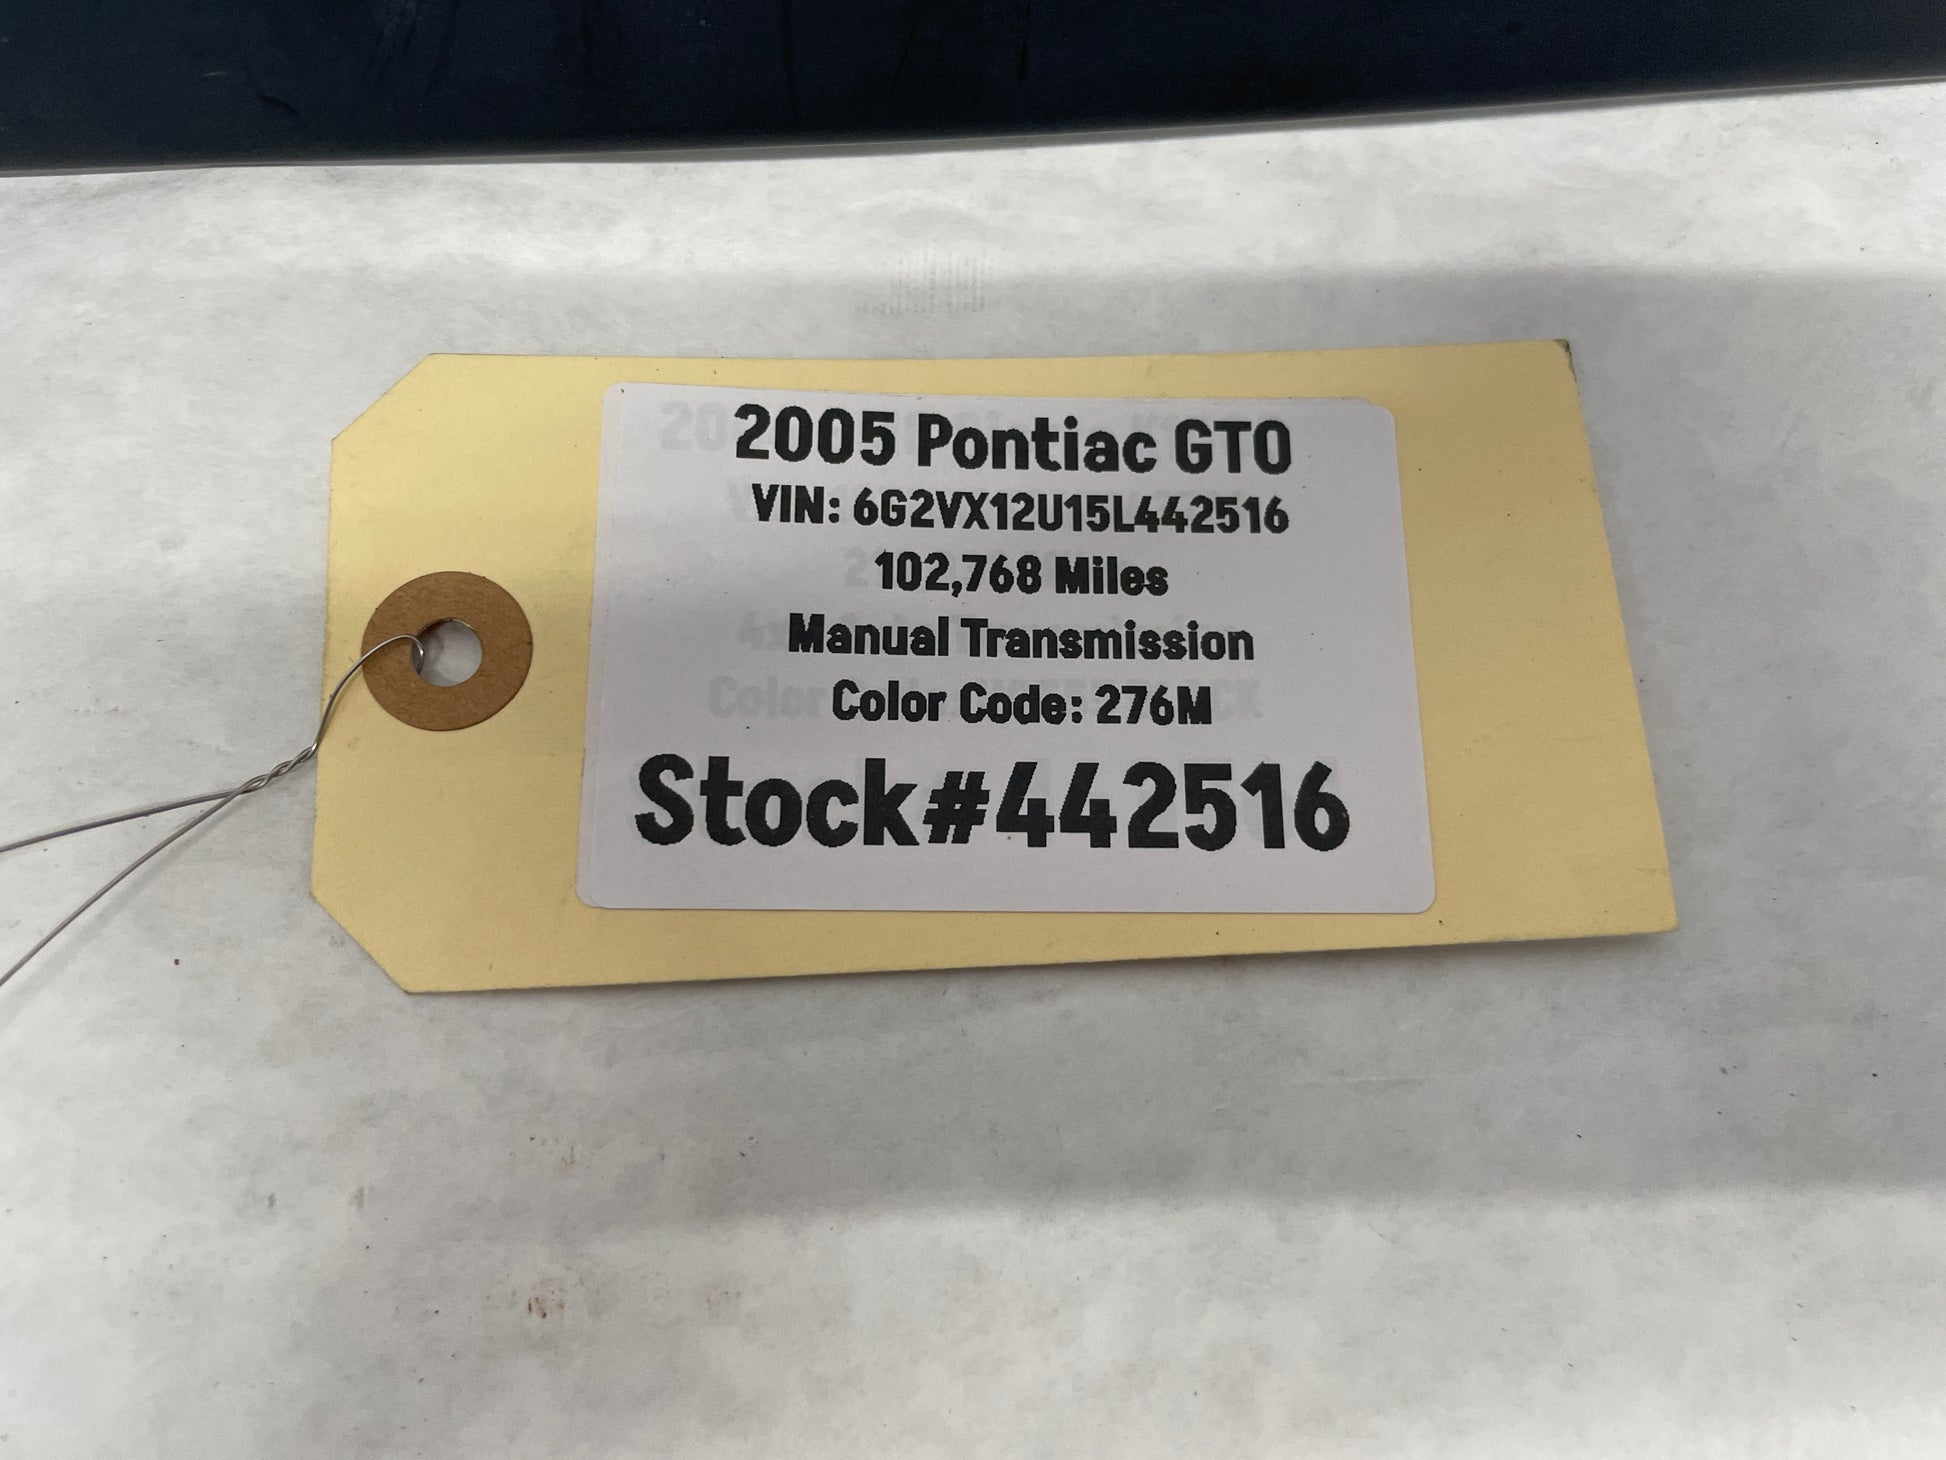 2005 Pontiac GTO
VIN: 6G2VX12U15L442516
102,768 Miles
Manual Transmission
Color Code: 276M
Stock#442516